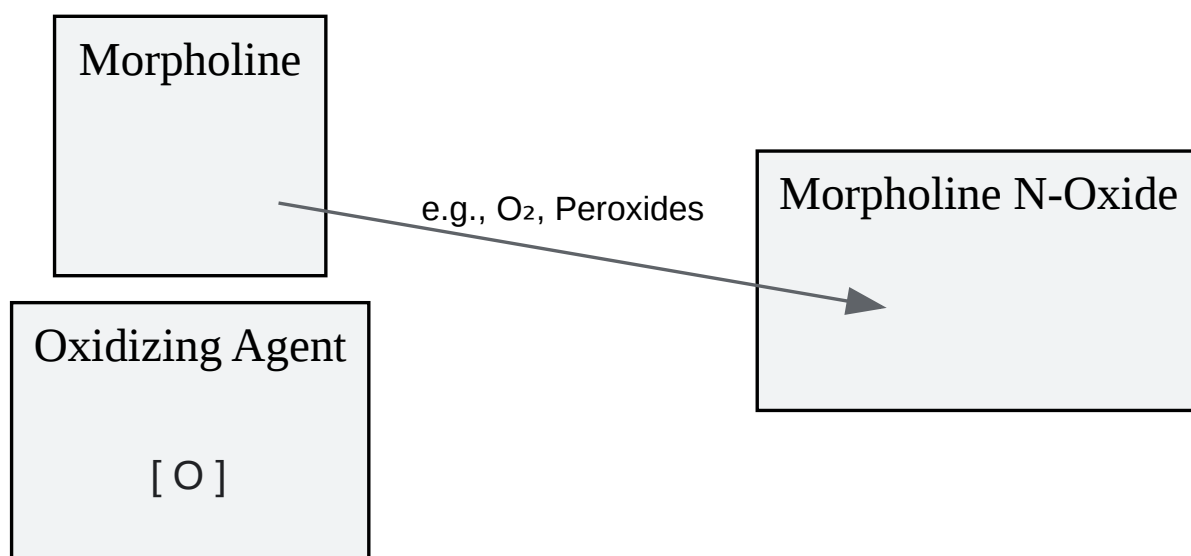 Morpholine
e.g., O₂, Peroxides
Morpholine N-Oxide
Oxidizing Agent
[ O ]